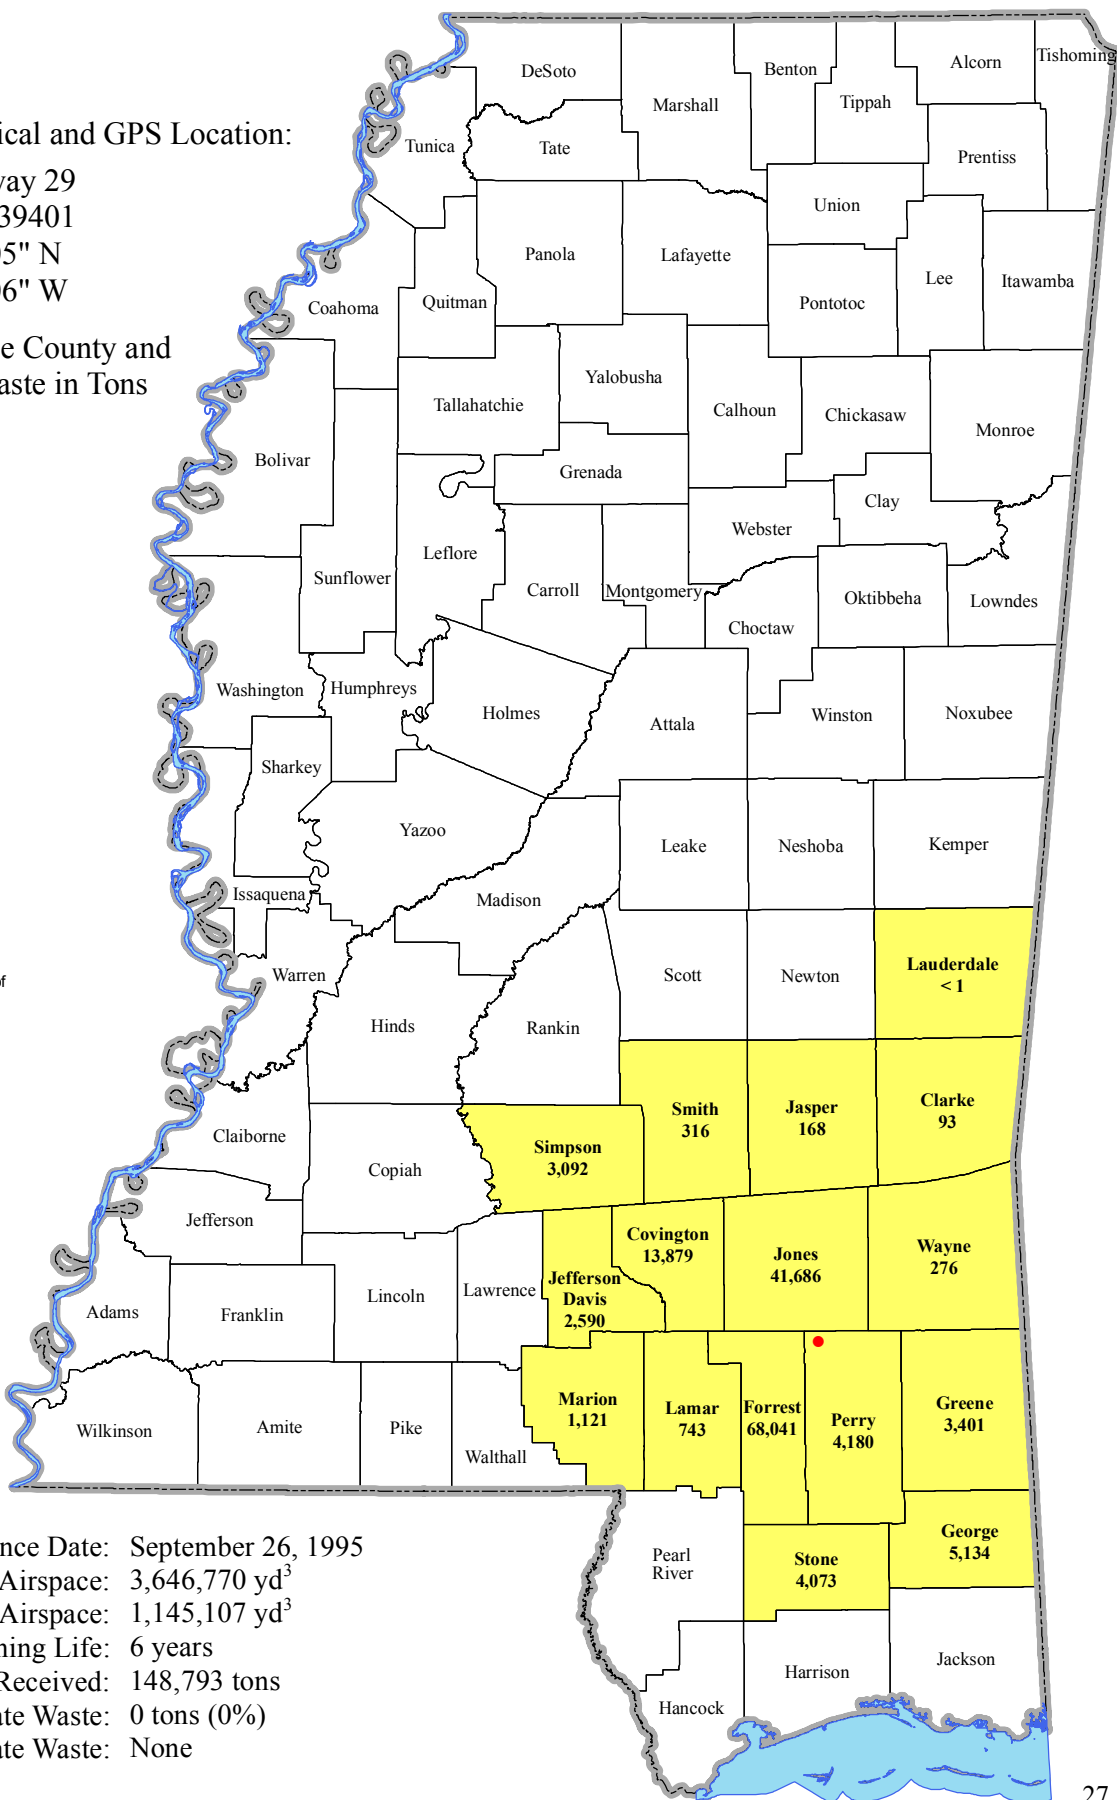 ical and GPS Location:
way 29
39401
05" N
06" W
e County and
aste in Tons
DeSoto
Marshall
Benton
Tippah
Alcorn
Tishoming
Tunica
Tate
Prentiss
Union
Panola
Lafayette
Lee
Itawamba
Coahoma
Quitman
Pontotoc
Yalobusha
Tallahatchie
Calhoun
Chickasaw
Monroe
Bolivar
Grenada
Clay
Webster
Leflore
Sunflower
Carroll
Montgomery
Oktibbeha
Lowndes
Choctaw
Washington
Humphreys
Holmes
Attala
Winston
Noxubee
Sharkey
Yazoo
Leake
Neshoba
Kemper
Issaquena
Madison
Warren
Scott
Newton
Lauderdale
< 1
of
Hinds
Rankin
Smith
316
Jasper
168
Clarke
93
Claiborne
Simpson
3,092
Copiah
Jefferson
Covington
13,879
Jones
41,686
Wayne
276
Jefferson
Davis
2,590
Lawrence
Lincoln
Adams
Franklin
Marion
1,121
Lamar
743
Forrest
68,041
Perry
4,180
Greene
3,401
Wilkinson
Amite
Pike
Walthall
George
5,134
Pearl
River
Stone
4,073
Jackson
Harrison
Hancock
nce Date: September 26, 1995
Airspace: 3,646,770 yd³
Airspace: 1,145,107 yd³
ning Life: 6 years
Received: 148,793 tons
ate Waste: 0 tons (0%)
ate Waste: None
27